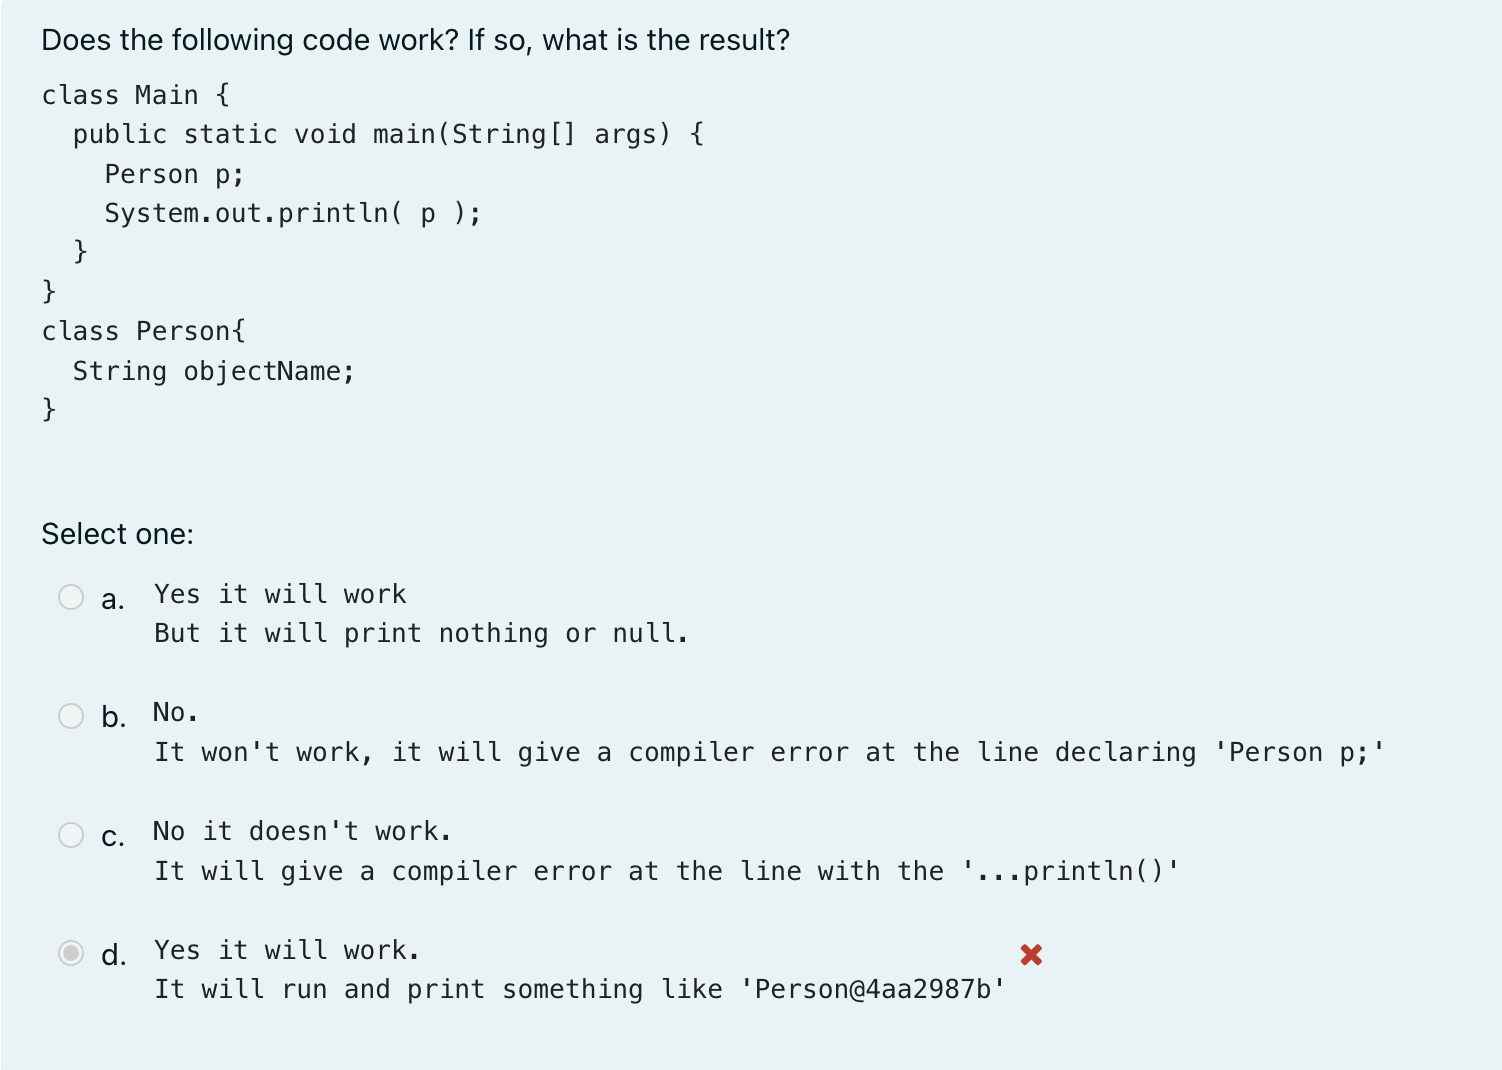 Does the following code work? If so, what is the result?
class Main {
  public static void main(String[] args) {
    Person p;
    System.out.println( p );
  }
}
class Person{
  String objectName;
}
Select one:
a. Yes it will work
But it will print nothing or null.
b. No.
It won't work, it will give a compiler error at the line declaring 'Person p;'
c. No it doesn't work.
It will give a compiler error at the line with the '...println()'
d. Yes it will work.
It will run and print something like 'Person@4aa2987b'